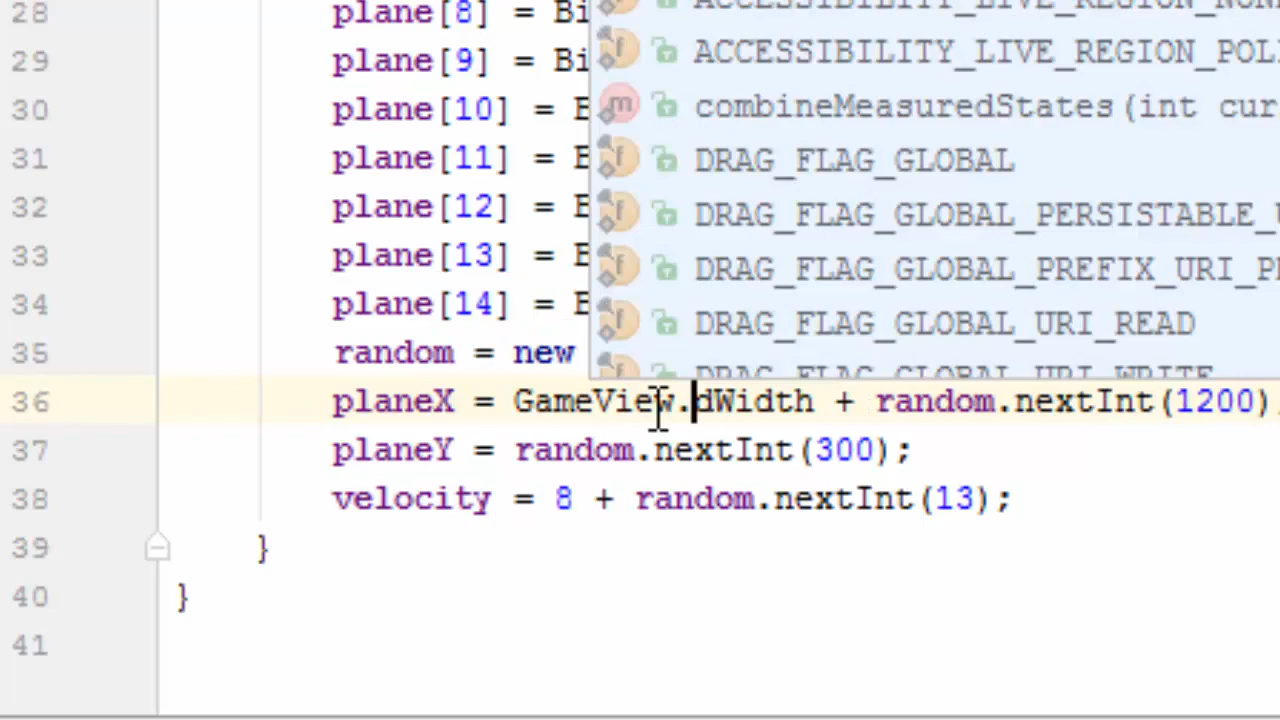 28 plane[8] = Bi
29 plane[9] = Bi
30 plane[10] = B
31 plane[11] = B
32 plane[12] = B
33 plane[13] = B
34 plane[14] = B
35 random = new
36 planeX = GameView.dWidth + random.nextInt(1200)
37 planeY = random.nextInt(300);
38 velocity = 8 + random.nextInt(13);
39 }
40 }
41
ACCESSIBILITY_LIVE_REGION_NON
f ACCESSIBILITY_LIVE_REGION_POL
m combineMeasuredStates(int cur
f DRAG_FLAG_GLOBAL
f DRAG_FLAG_GLOBAL_PERSISTABLE_
f DRAG_FLAG_GLOBAL_PREFIX_URI_P
f DRAG_FLAG_GLOBAL_URI_READ
f DRAG_FLAG_GLOBAL_URI_WRITE